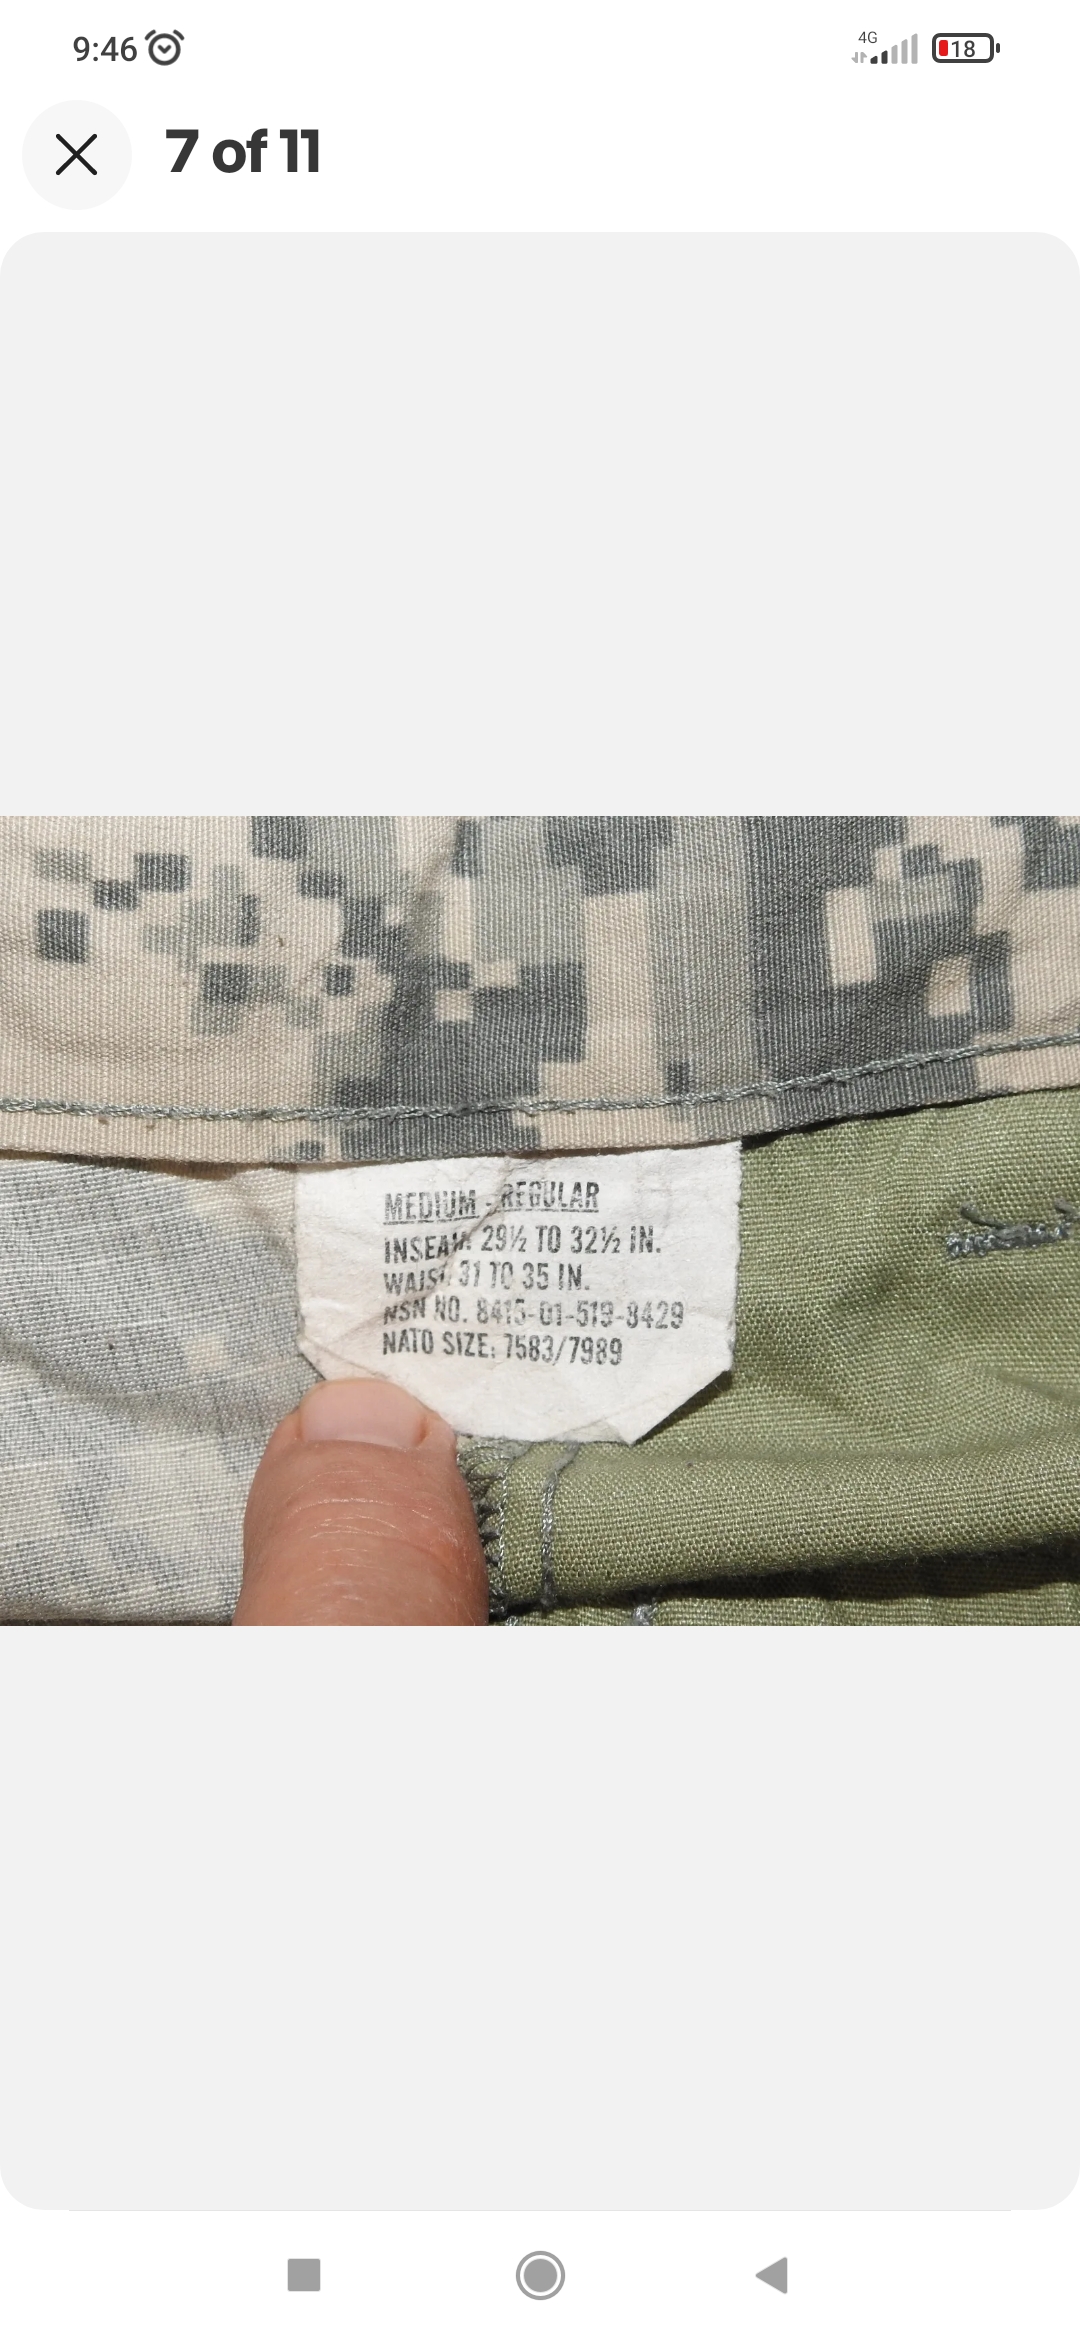 9:46
4G
18
7 of 11
MEDIUM - REGULAR
INSEAM: 29½ TO 32½ IN.
WAIST: 31 TO 35 IN.
NSN NO. 8415-01-519-8429
NATO SIZE: 7583/7989